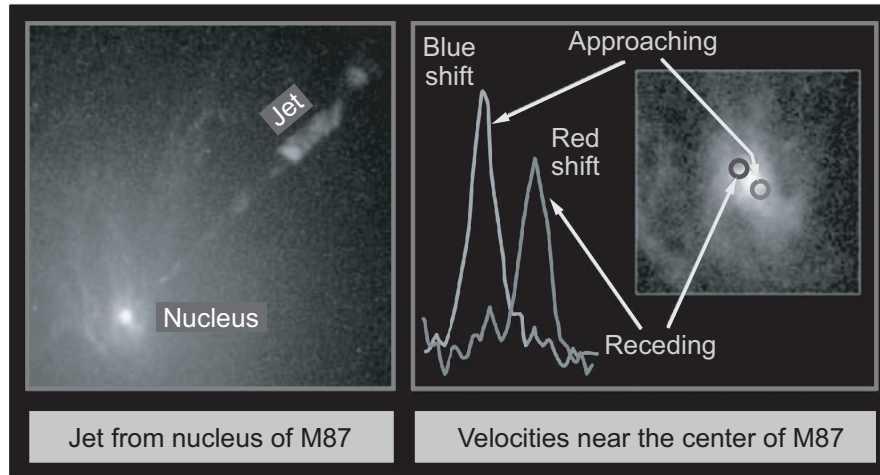 Jet
Nucleus
Jet from nucleus of M87
Blue
shift
Approaching
Red
shift
Receding
Velocities near the center of M87